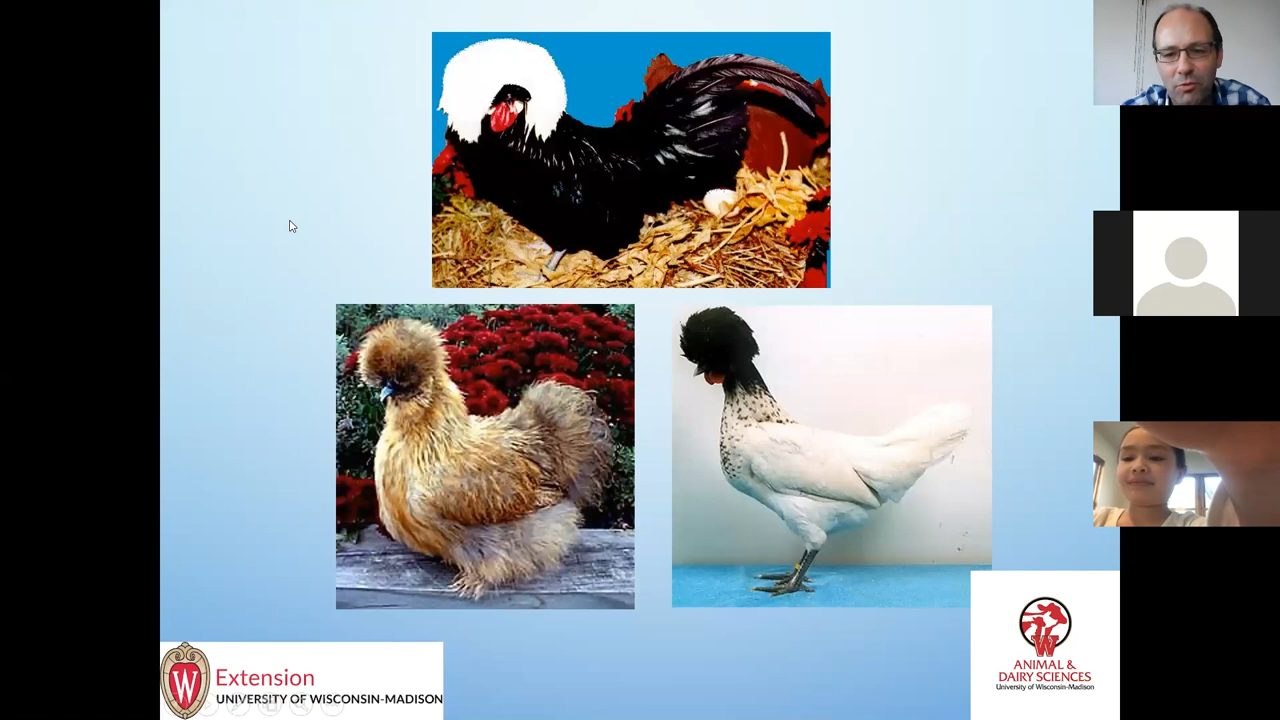 W
Extension
UNIVERSITY OF WISCONSIN-MADISON
W
ANIMAL &
DAIRY SCIENCES
University of Wisconsin-Madison